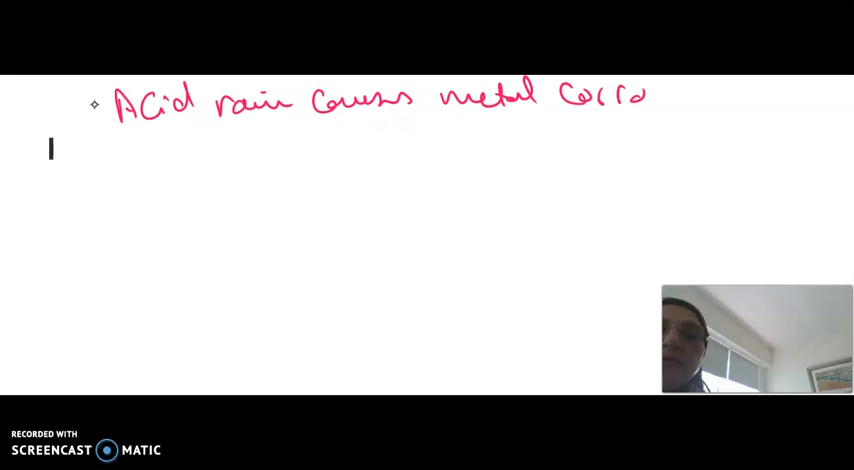 Acid rain causes metal corro
RECORDED WITH
SCREENCAST MATIC